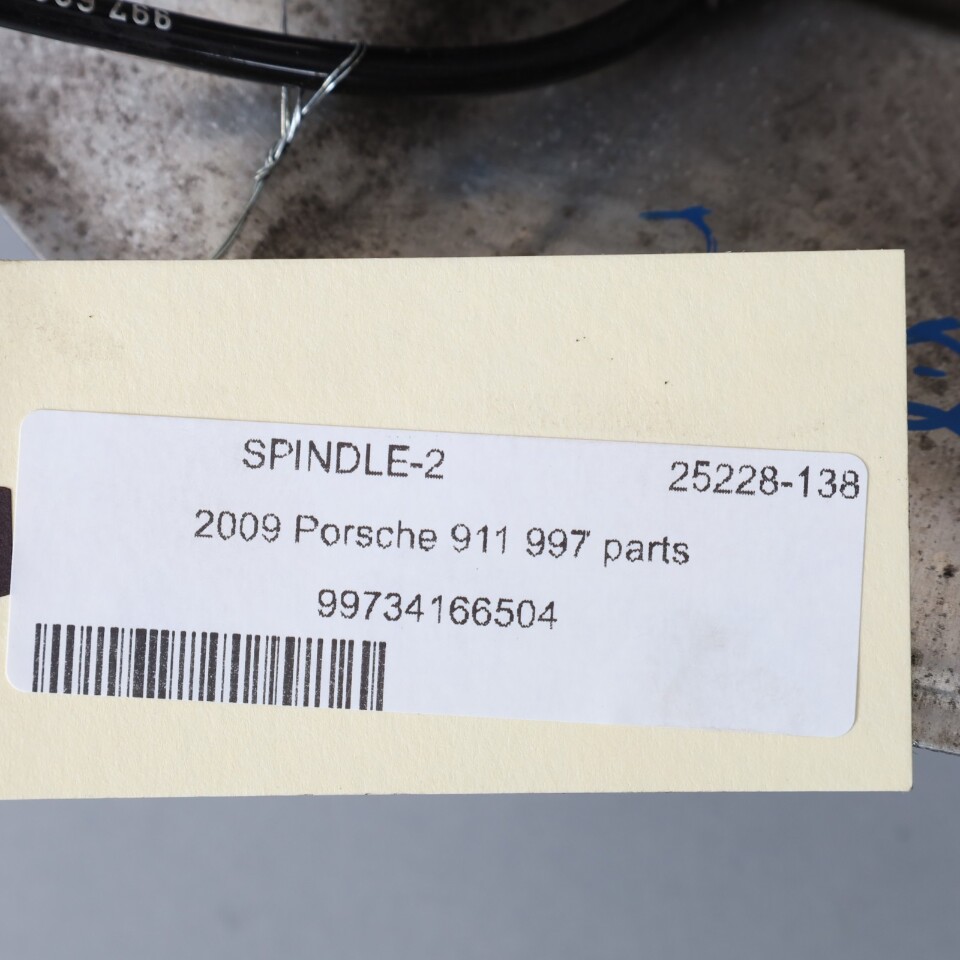 SPINDLE-2
25228-138
2009 Porsche 911 997 parts
99734166504